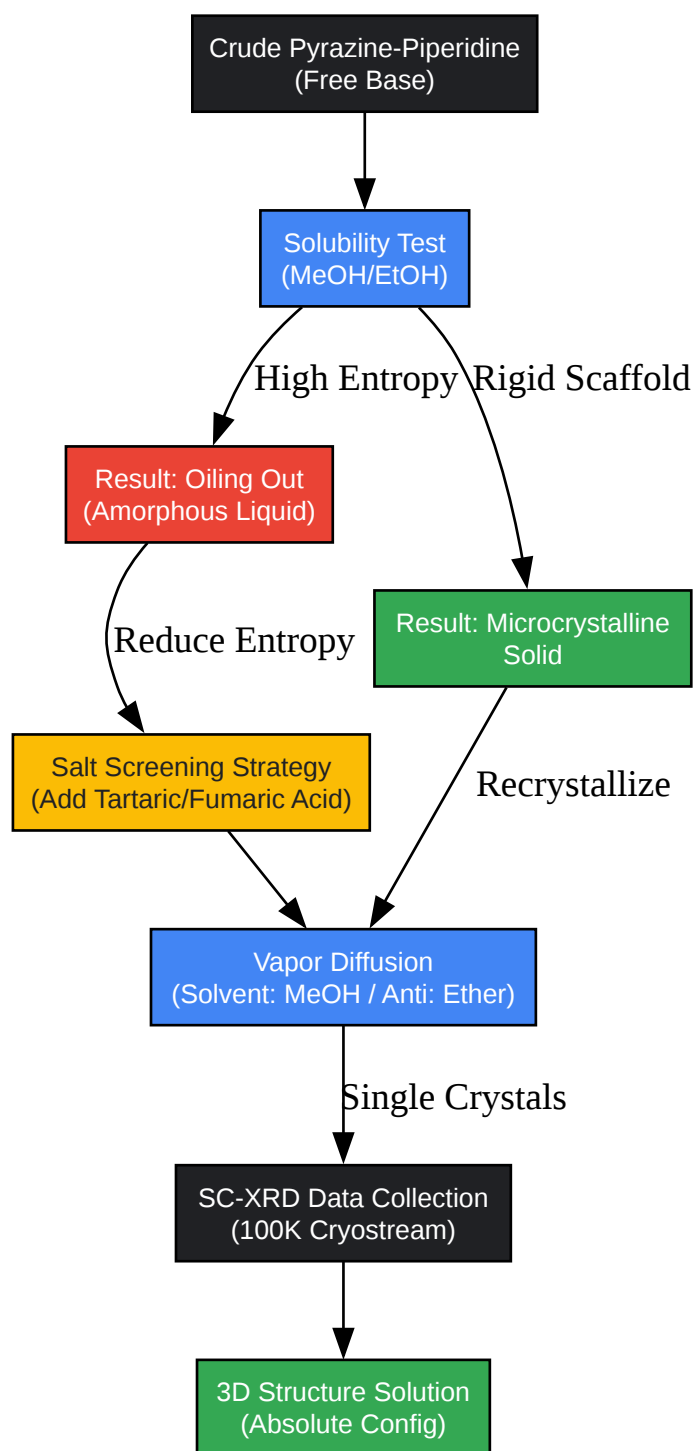 Crude Pyrazine-Piperidine
(Free Base)
Solubility Test
(MeOH/EtOH)
High Entropy
Rigid Scaffold
Result: Oiling Out
(Amorphous Liquid)
Result: Microcrystalline
Solid
Reduce Entropy
Salt Screening Strategy
(Add Tartaric/Fumaric Acid)
Recrystallize
Vapor Diffusion
(Solvent: MeOH / Anti: Ether)
Single Crystals
SC-XRD Data Collection
(100K Cryostream)
3D Structure Solution
(Absolute Config)